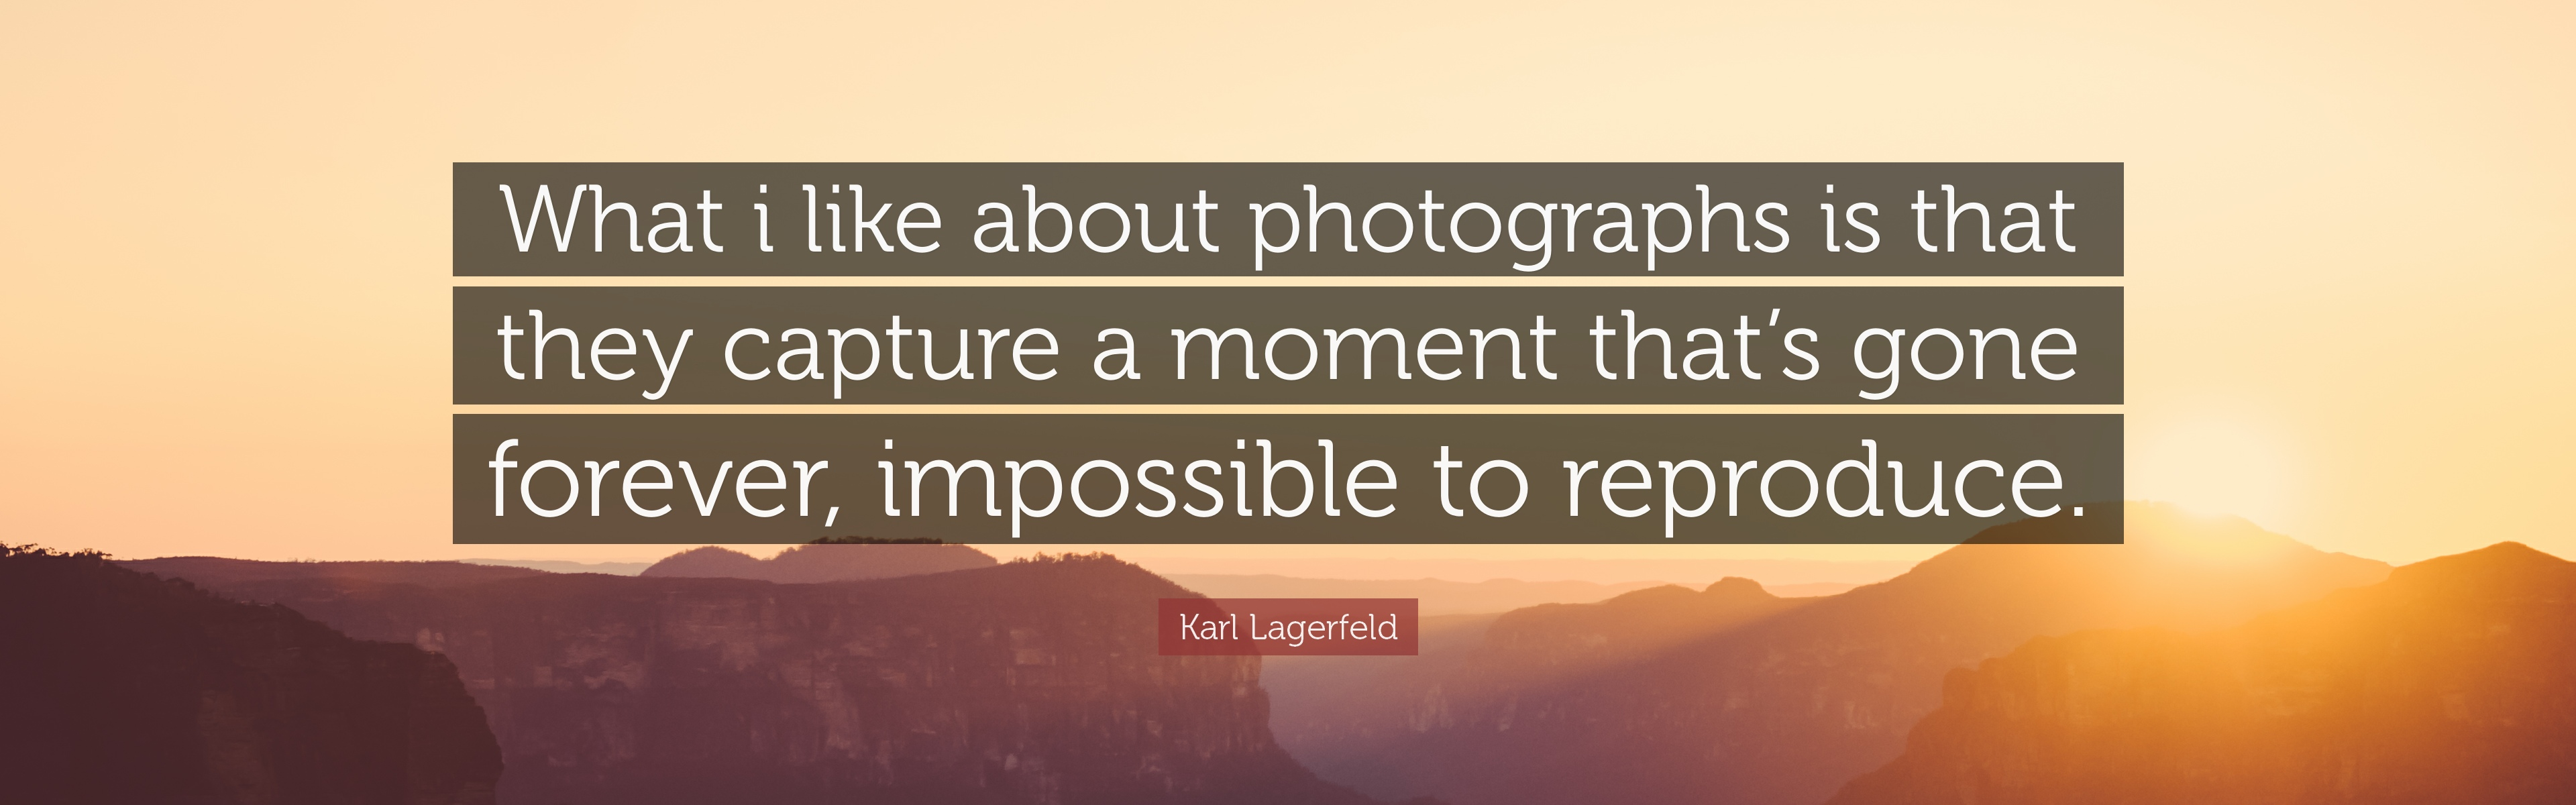 What i like about photographs is that
they capture a moment that’s gone
forever, impossible to reproduce.
Karl Lagerfeld